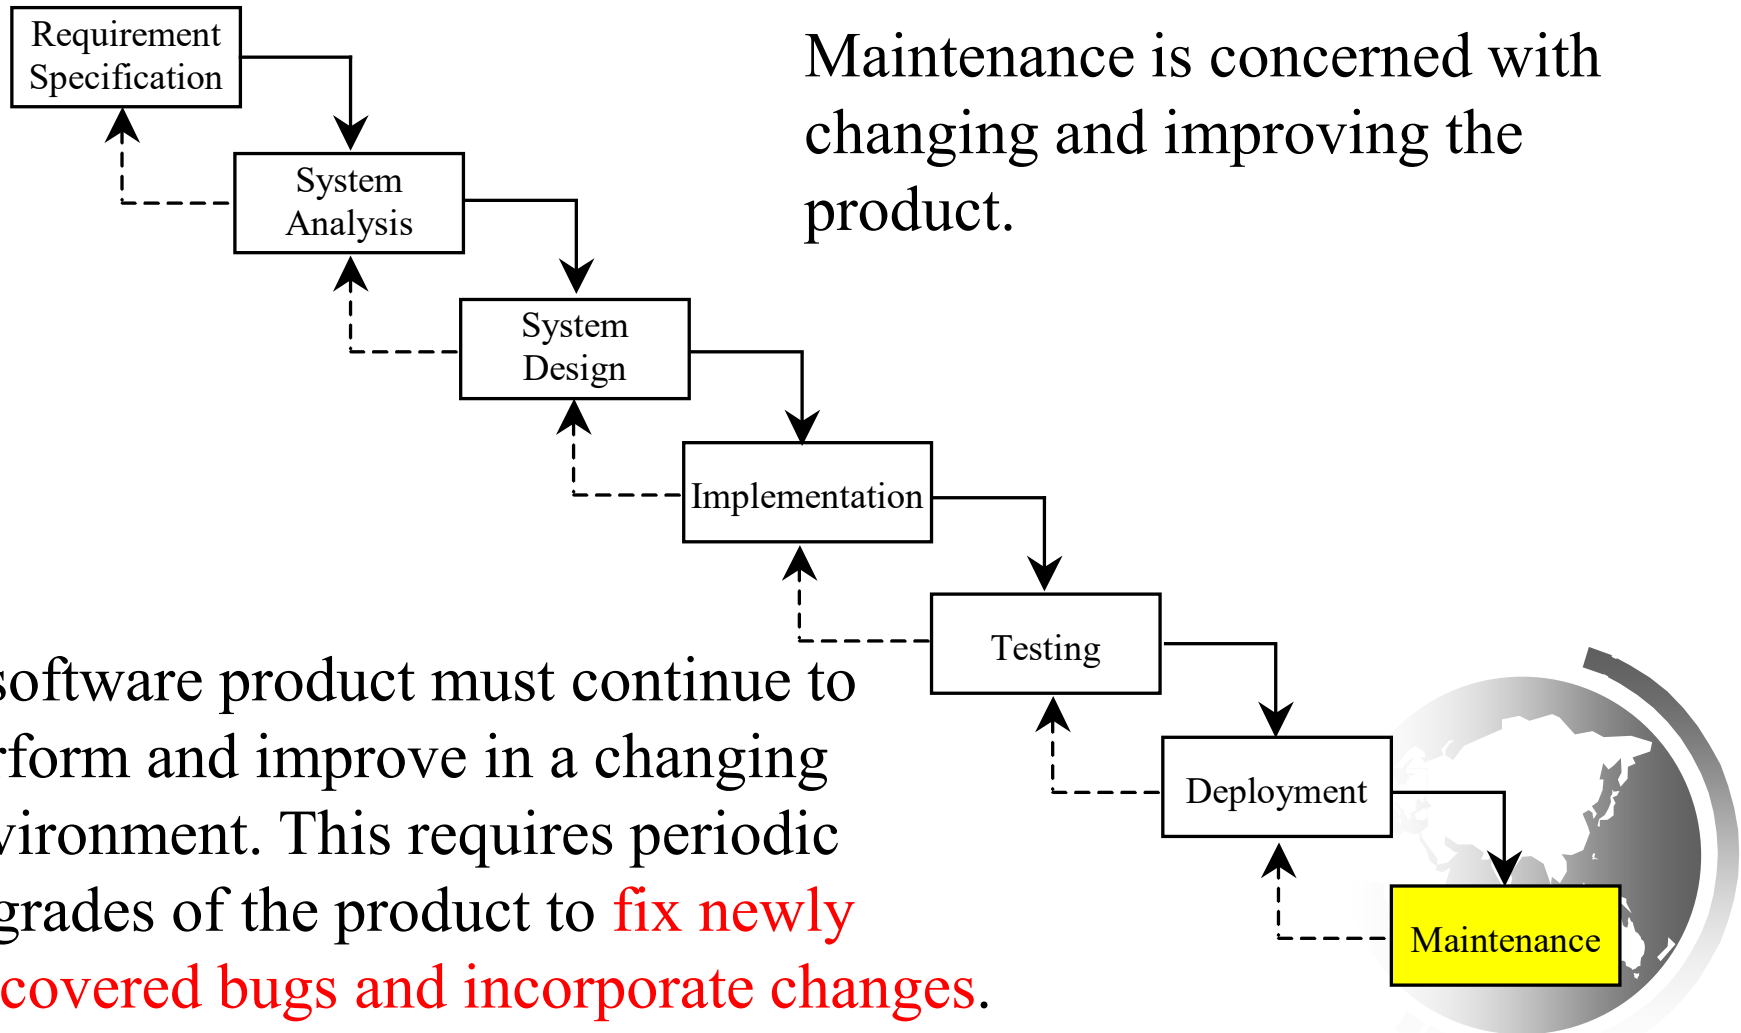 Requirement
Specification
Maintenance is concerned with
changing and improving the
product.
System
Analysis
System
Design
Implementation
Testing
software product must continue to
rform and improve in a changing
vironment. This requires periodic
grades of the product to fix newly
covered bugs and incorporate changes.
Deployment
Maintenance